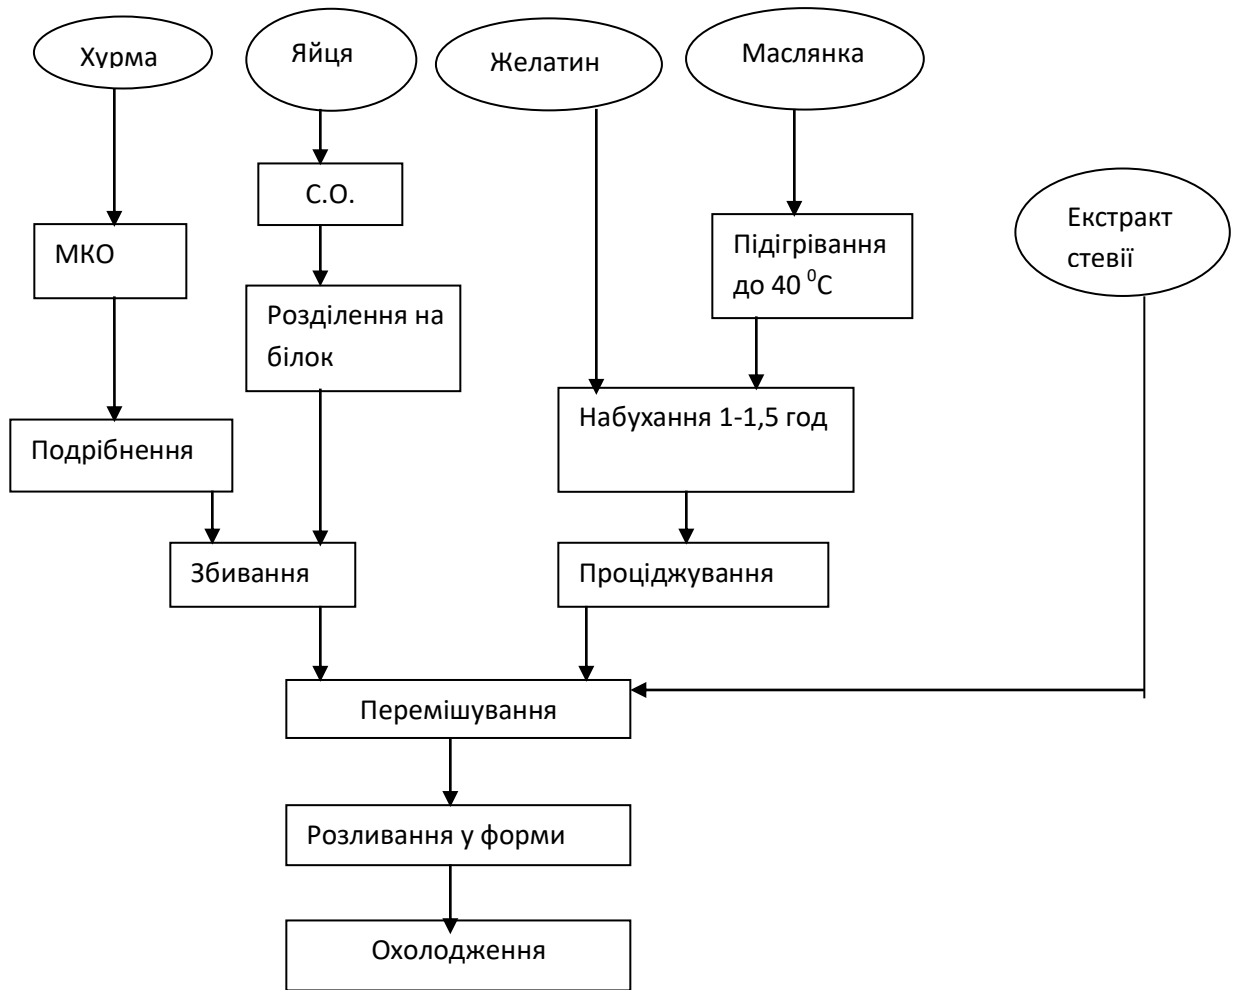 Хурма
Яйця
Желатин
Маслянка
С.О.
МКО
Підігрівання
до 40 ⁰С
Екстракт
стевії
Розділення на
білок
Подрібнення
Набухання 1-1,5 год
Збивання
Проціджування
Перемішування
Розливання у форми
Охолодження